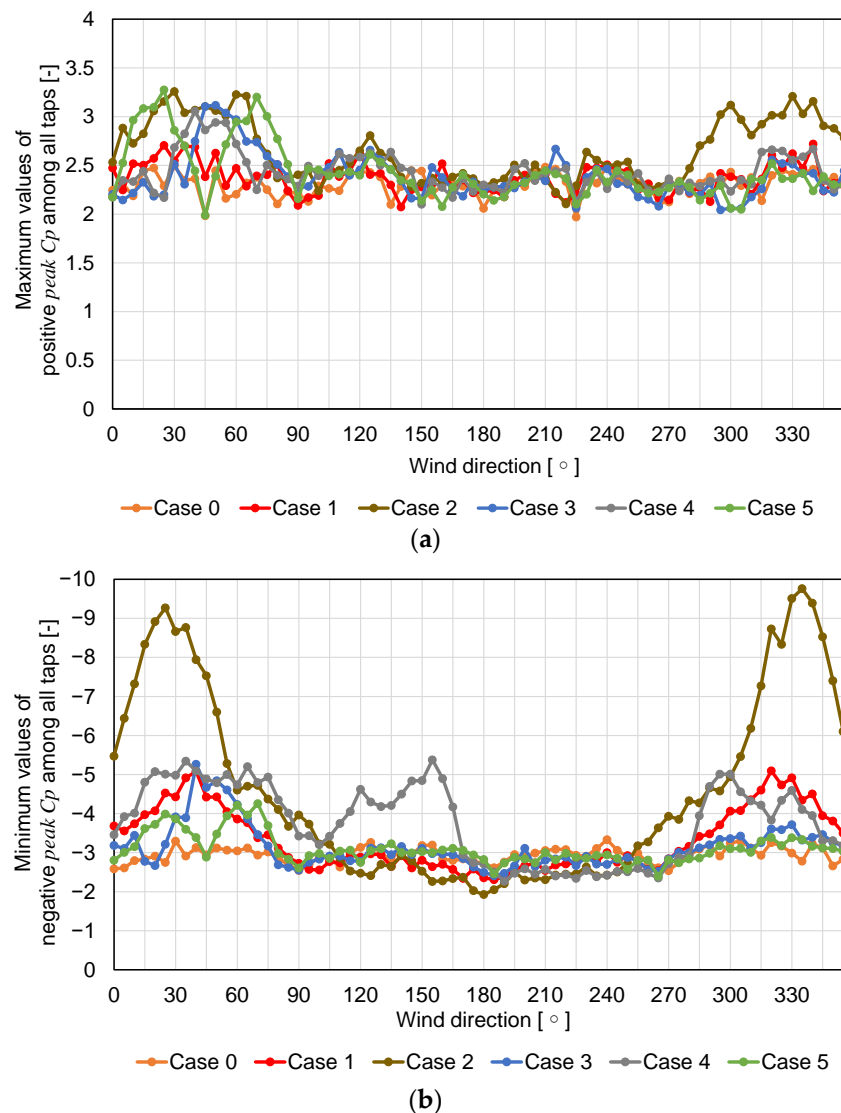 4
3.5
3
2.5
2
1.5
1
0.5
0
Maximum values of
positive peak Cp among all taps [-]
0 30 60 90 120 150 180 210 240 270 300 330
Wind direction [ ° ]
Case 0 Case 1 Case 2 Case 3 Case 4 Case 5
(a)
−10
−9
−8
−7
−6
−5
−4
−3
−2
−1
0
Minimum values of
negative peak Cp among all taps [-]
0 30 60 90 120 150 180 210 240 270 300 330
Wind direction [ ° ]
Case 0 Case 1 Case 2 Case 3 Case 4 Case 5
(b)